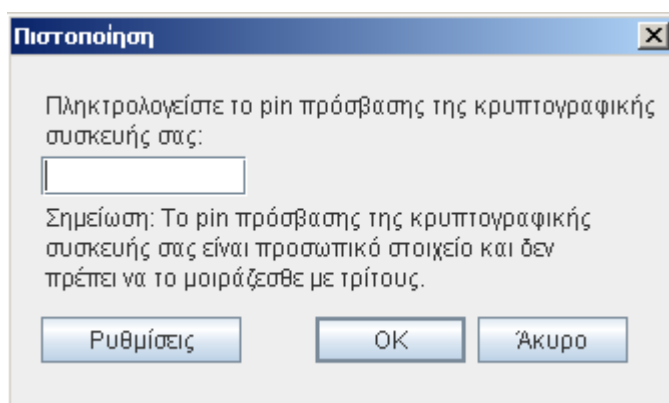 Πιστοποίηση
Πληκτρολογείστε το pin πρόσβασης της κρυπτογραφικής
συσκευής σας:
Σημείωση: Το pin πρόσβασης της κρυπτογραφικής
συσκευής σας είναι προσωπικό στοιχείο και δεν
πρέπει να το μοιράζεσθε με τρίτους.
Ρυθμίσεις OK Άκυρο